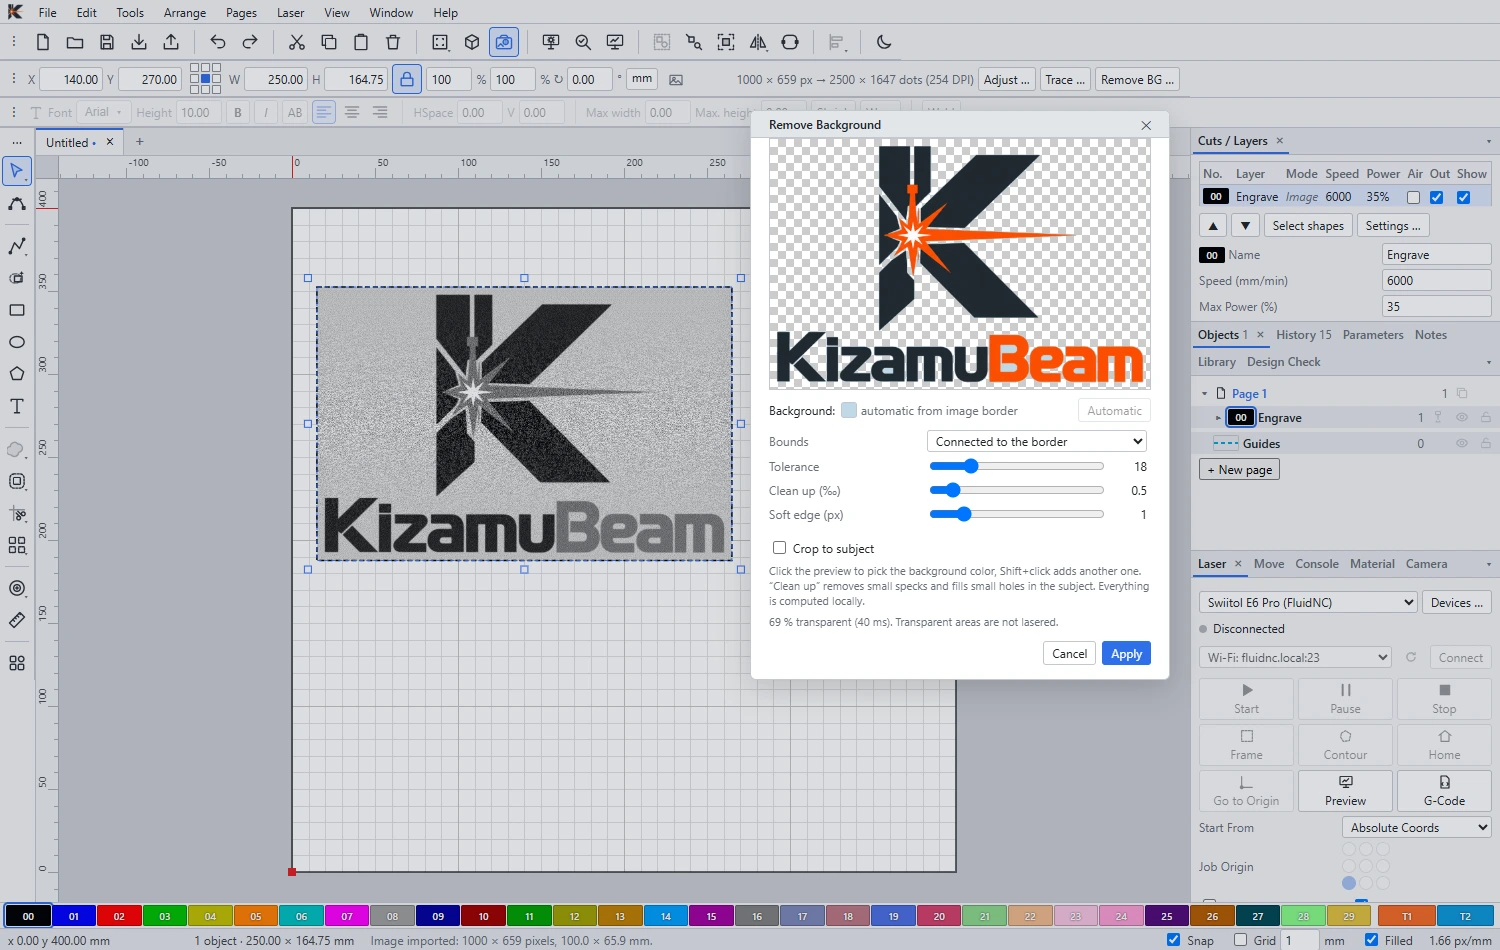 File Edit Tools Arrange Pages Laser View Window Help
X 140.00 Y 270.00 W 250.00 H 164.75 100 % 100 % 0.00 ° mm 1000 × 659 px → 2500 × 1647 dots (254 DPI) Adjust ... Trace ... Remove BG ...
Font Arial Height 10.00 B I AB HSpace 0.00 V 0.00 Max width 0.00
Untitled • × +
-100 -50 0 50 100 150 200 250
400
350
300
250
200
150
100
50
0
KizamuBeam
Remove Background
KizamuBeam
Background: automatic from image border Automatic
Bounds Connected to the border
Tolerance 18
Clean up (‰) 0.5
Soft edge (px) 1
Crop to subject
Click the preview to pick the background color, Shift+click adds another one.
"Clean up" removes small specks and fills small holes in the subject. Everything
is computed locally.
69 % transparent (40 ms). Transparent areas are not lasered.
Cancel Apply
Cuts / Layers ×
No. Layer Mode Speed Power Air Out Show
00 Engrave Image 6000 35%
▲ ▼ Select shapes Settings ...
00 Name Engrave
Speed (mm/min) 6000
Max Power (%) 35
Objects 1 × History 15 Parameters Notes
Library Design Check
Page 1 1
00 Engrave 1
Guides 0
+ New page
Laser × Move Console Material Camera
Swiitol E6 Pro (FluidNC) Devices ...
Disconnected
Wi-Fi: fluidnc.local:23 Connect
Start Pause Stop
Frame Contour Home
Go to Origin Preview G-Code
Start From Absolute Coords
Job Origin
00 01 02 03 04 05 06 07 08 09 10 11 12 13 14 15 16 17 18 19 20 21 22 23 24 25 26 27 28 29 T1 T2
x 0.00 y 400.00 mm 1 object · 250.00 × 164.75 mm Image imported: 1000 × 659 pixels, 100.0 × 65.9 mm. Snap Grid 1 mm Filled 1.66 px/mm